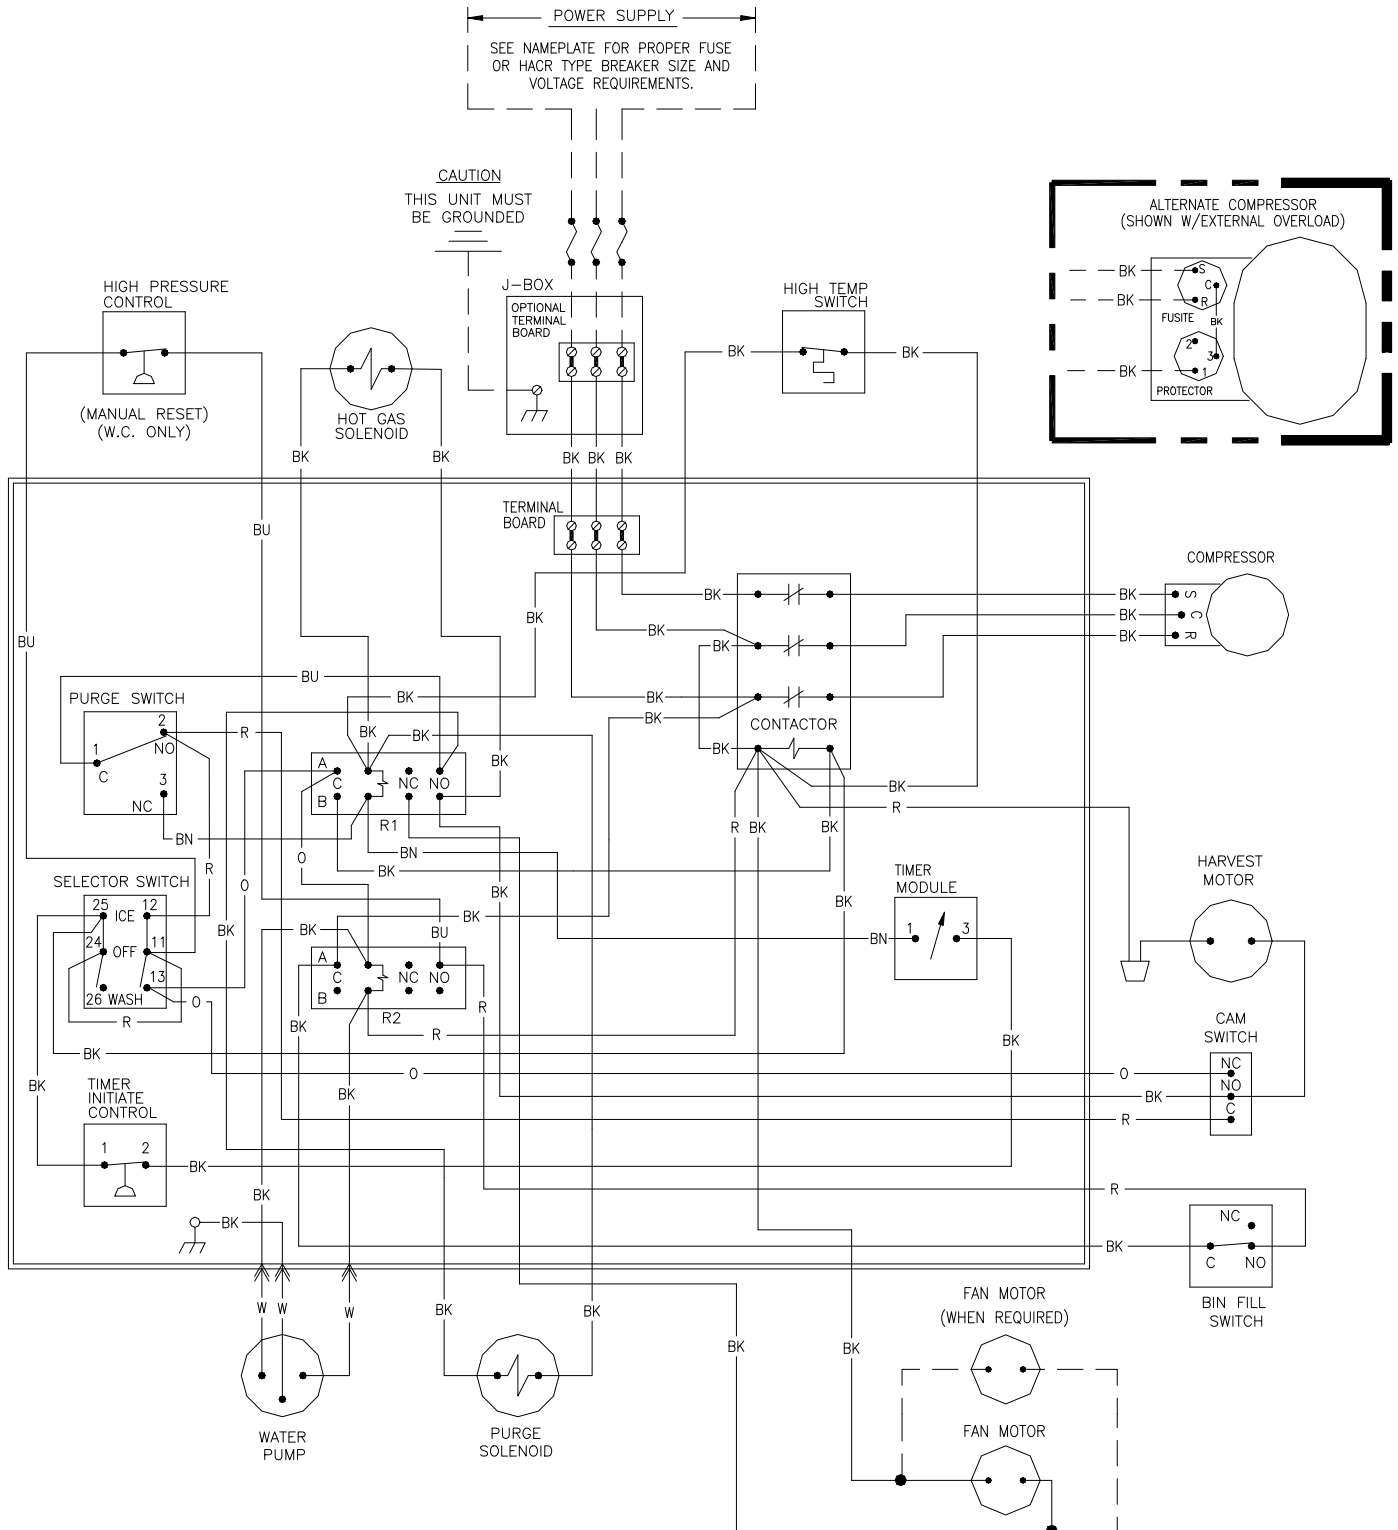 POWER SUPPLY
SEE NAMEPLATE FOR PROPER FUSE
OR HACR TYPE BREAKER SIZE AND
VOLTAGE REQUIREMENTS.
CAUTION
THIS UNIT MUST
BE GROUNDED
ALTERNATE COMPRESSOR
(SHOWN W/EXTERNAL OVERLOAD)
BK
S
C
BK
R
FUSITE
BK
2
3
BK
1
PROTECTOR
HIGH PRESSURE
CONTROL
(MANUAL RESET)
(W.C. ONLY)
HOT GAS
SOLENOID
J-BOX
OPTIONAL
TERMINAL
BOARD
HIGH TEMP
SWITCH
BK
BK
BK
BK
BK BK BK
TERMINAL
BOARD
BU
COMPRESSOR
BK
BK
S
BK
BK
BK
C
BK
BK
BK
R
BU
BU
BK
BK
BK
CONTACTOR
BK
PURGE SWITCH
2
NO
1
C
3
NC
R
BK
BK
BK
BK
A
C
NC
NO
B
R1
BN
BN
BK
R
BK
BK
BK
R
O
R
O
BK
BK
BK
SELECTOR SWITCH
25
ICE
12
24
OFF
11
13
26 WASH
O
R
BK
BK
BK
BU
A
C
NC
NO
B
R2
R
BK
R
TIMER
MODULE
1
3
BN
BK
HARVEST
MOTOR
CAM
SWITCH
NC
NO
C
O
O
BK
R
BK
BK
BK
TIMER
INITIATE
CONTROL
1
2
BK
BK
BK
R
NC
C
NO
BK
BIN FILL
SWITCH
W
W
W
BK
BK
BK
BK
WATER
PUMP
PURGE
SOLENOID
FAN MOTOR
(WHEN REQUIRED)
FAN MOTOR